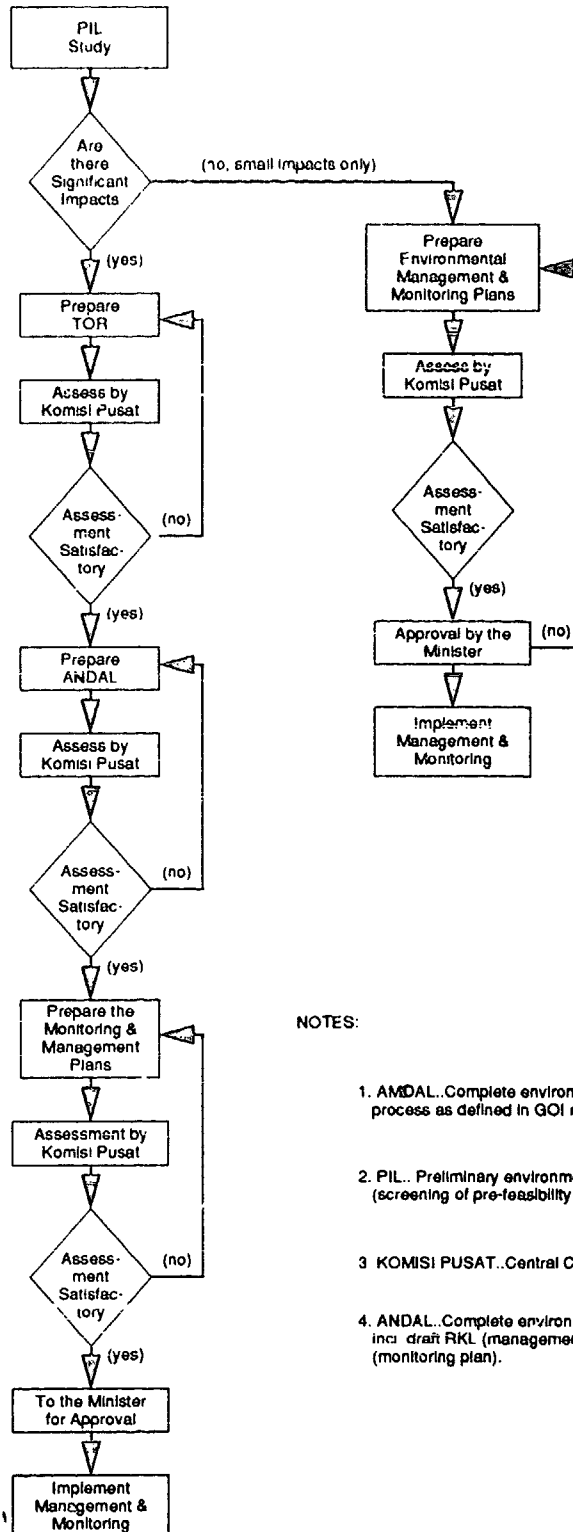 PIL
Study
Are
there
Significant
Impacts
(no, small impacts only)
(yes)
Prepare
TOR
Assess by
Komisi Pusat
Assess-
ment
Satisfac-
tory
(no)
(yes)
Prepare
ANDAL
Assess by
Komisi Pusat
Assess-
ment
Satisfac-
tory
(no)
(yes)
Prepare the
Monitoring &
Management
Plans
Assessment by
Komisi Pusat
Assess-
ment
Satisfac-
tory
(no)
(yes)
To the Minister
for Approval
Implement
Management &
Monitoring
Prepare
Environmental
Management &
Monitoring Plans
Assess by
Komisi Pusat
Assess-
ment
Satisfac-
tory
(yes)
Approval by the
Minister
(no)
Implement
Management &
Monitoring
NOTES:
1. AMDAL..Complete environ
process as defined in GOI
2. PIL.. Preliminary environme
(screening of pre-feasibility
3 KOMISI PUSAT..Central C
4. ANDAL..Complete environ
incl draft RKL (managemen
(monitoring plan).